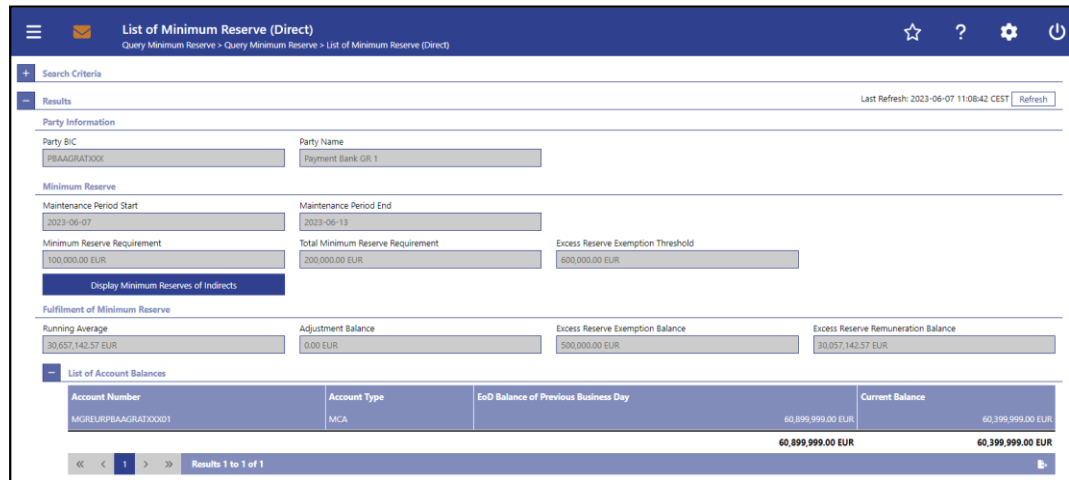 List of Minimum Reserve (Direct)
Query Minimum Reserve > Query Minimum Reserve > List of Minimum Reserve (Direct)
?
+ Search Criteria
− Results
Last Refresh: 2023-06-07 11:08:42 CEST Refresh
Party Information
Party BIC Party Name
PBAAGRATXXX Payment Bank GR 1
Minimum Reserve
Maintenance Period Start Maintenance Period End
2023-06-07 2023-06-13
Minimum Reserve Requirement Total Minimum Reserve Requirement Excess Reserve Exemption Threshold
100,000.00 EUR 200,000.00 EUR 600,000.00 EUR
Display Minimum Reserves of Indirects
Fulfilment of Minimum Reserve
Running Average Adjustment Balance Excess Reserve Exemption Balance Excess Reserve Remuneration Balance
30,657,142.57 EUR 0.00 EUR 500,000.00 EUR 30,057,142.57 EUR
− List of Account Balances
Account Number Account Type EoD Balance of Previous Business Day Current Balance
MGREURPBAAGRATXXX01 MCA 60,899,999.00 EUR 60,399,999.00 EUR
60,899,999.00 EUR 60,399,999.00 EUR
« < 1 > » Results 1 to 1 of 1